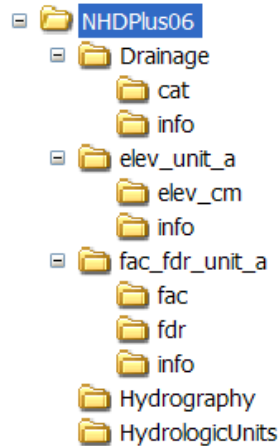 NHDPlus06
Drainage
cat
info
elev_unit_a
elev_cm
info
fac_fdr_unit_a
fac
fdr
info
Hydrography
HydrologicUnits